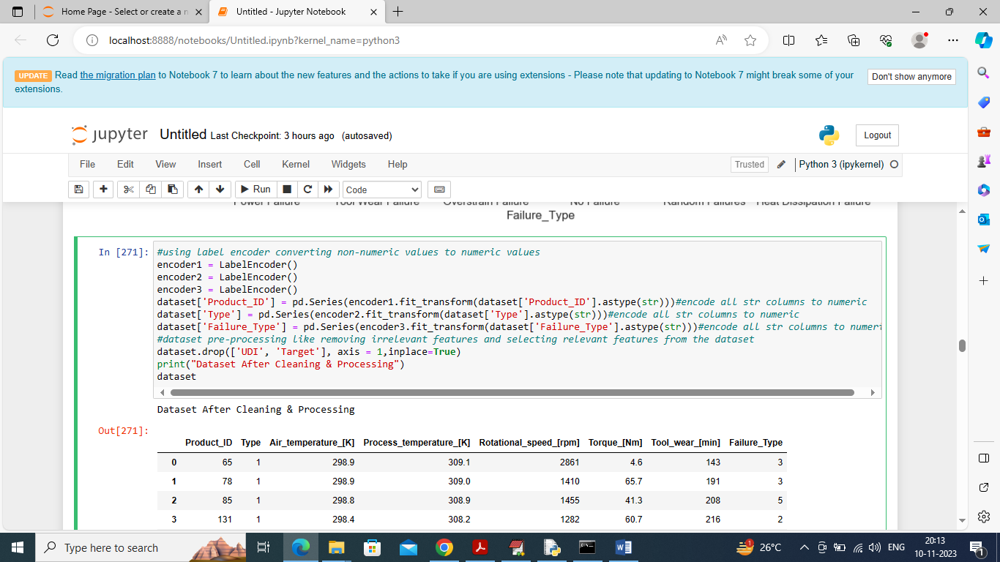 Home Page - Select or create a n
Untitled - Jupyter Notebook
localhost:8888/notebooks/Untitled.ipynb?kernel_name=python3
UPDATE Read the migration plan to Notebook 7 to learn about the new features and the actions to take if you are using extensions - Please note that updating to Notebook 7 might break some of your
extensions.
Don't show anymore
jupyter Untitled Last Checkpoint: 3 hours ago (autosaved)
Logout
File Edit View Insert Cell Kernel Widgets Help
Trusted Python 3 (ipykernel)
Run Code
Power Failure Tool Wear Failure Overstrain Failure No Failure Random Failures Heat Dissipation Failure
Failure_Type
In [271]: #using label encoder converting non-numeric values to numeric values
encoder1 = LabelEncoder()
encoder2 = LabelEncoder()
encoder3 = LabelEncoder()
dataset['Product_ID'] = pd.Series(encoder1.fit_transform(dataset['Product_ID'].astype(str)))#encode all str columns to numeric
dataset['Type'] = pd.Series(encoder2.fit_transform(dataset['Type'].astype(str)))#encode all str columns to numeric
dataset['Failure_Type'] = pd.Series(encoder3.fit_transform(dataset['Failure_Type'].astype(str)))#encode all str columns to numeri
#dataset pre-processing like removing irrelevant features and selecting relevant features from the dataset
dataset.drop(['UDI', 'Target'], axis = 1,inplace=True)
print("Dataset After Cleaning & Processing")
dataset
Dataset After Cleaning & Processing
Out[271]:
Product_ID Type Air_temperature_[K] Process_temperature_[K] Rotational_speed_[rpm] Torque_[Nm] Tool_wear_[min] Failure_Type
0 65 1 298.9 309.1 2861 4.6 143 3
1 78 1 298.9 309.0 1410 65.7 191 3
2 85 1 298.8 308.9 1455 41.3 208 5
3 131 1 298.4 308.2 1282 60.7 216 2
Type here to search
26°C
ENG
20:13
10-11-2023